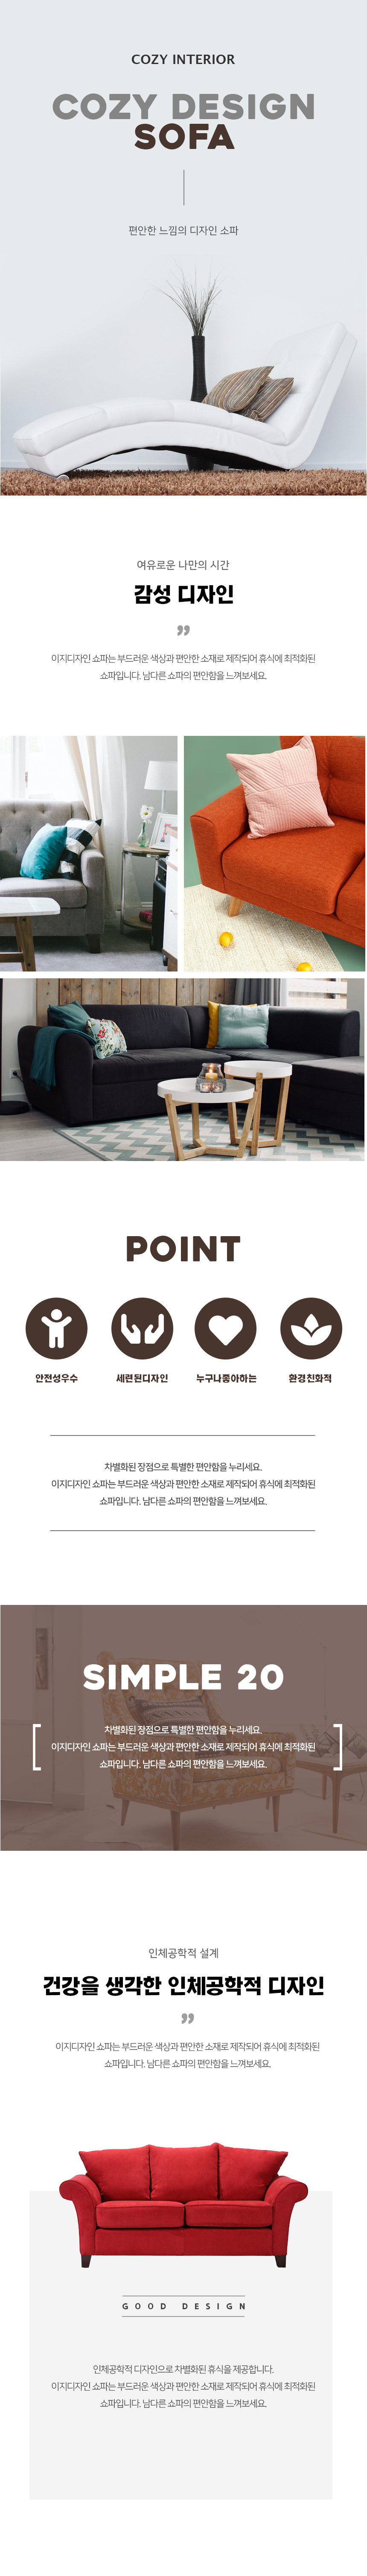 COZY INTERIOR
COZY DESIGN
SOFA
편안한 느낌의 디자인 소파
여유로운 나만의 시간
감성 디자인
”
이지디자인 쇼파는 부드러운 색상과 편안한 소재로 제작되어 휴식에 최적화된
쇼파입니다. 남다른 쇼파의 편안함을 느껴보세요.
POINT
안전성우수
세련된디자인
누구나좋아하는
환경친화적
차별화된 장점으로 특별한 편안함을 누리세요.
이지디자인 쇼파는 부드러운 색상과 편안한 소재로 제작되어 휴식에 최적화된
쇼파입니다. 남다른 쇼파의 편안함을 느껴보세요.
SIMPLE 20
차별화된 장점으로 특별한 편안함을 누리세요.
이지디자인 쇼파는 부드러운 색상과 편안한 소재로 제작되어 휴식에 최적화된
쇼파입니다. 남다른 쇼파의 편안함을 느껴보세요.
인체공학적 설계
건강을 생각한 인체공학적 디자인
”
이지디자인 쇼파는 부드러운 색상과 편안한 소재로 제작되어 휴식에 최적화된
쇼파입니다. 남다른 쇼파의 편안함을 느껴보세요.
GOOD DESIGN
인체공학적 디자인으로 차별화된 휴식을 제공합니다.
이지디자인 쇼파는 부드러운 색상과 편안한 소재로 제작되어 휴식에 최적화된
쇼파입니다. 남다른 쇼파의 편안함을 느껴보세요.